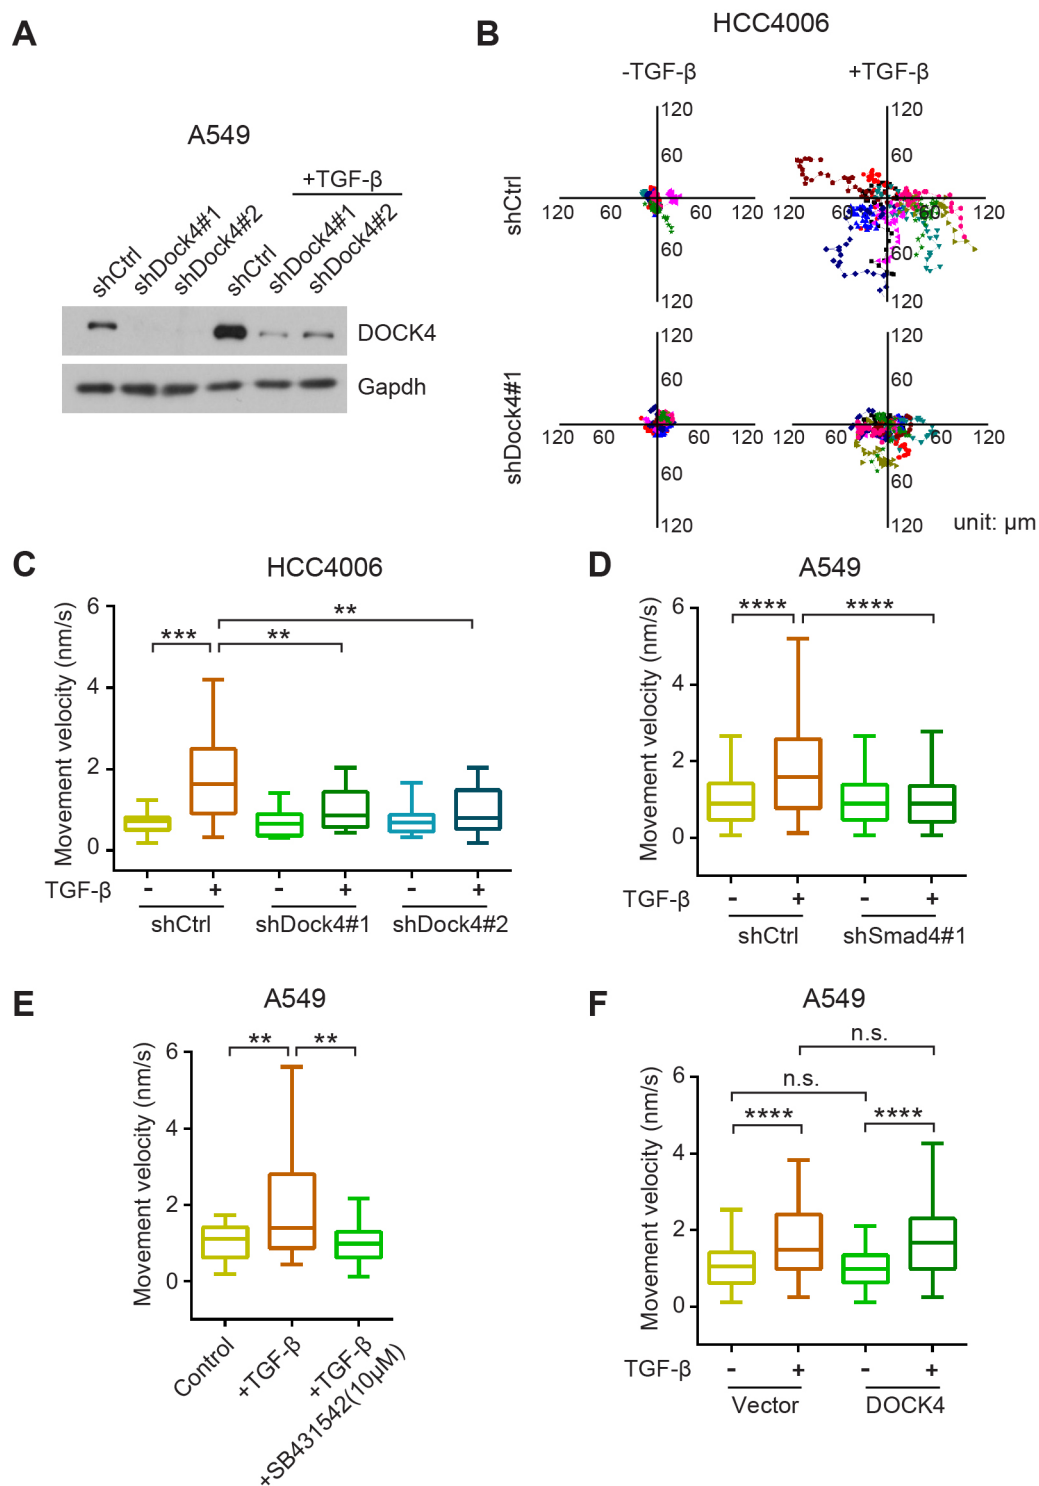 A
A549
+TGF-β
shCtrl
shDock4#1
shDock4#2
shCtrl
shDock4#1
shDock4#2
DOCK4
Gapdh
B
HCC4006
-TGF-β
+TGF-β
shCtrl
120
60
120 60 60 120
60
120
120
60
120 60 60 120
60
120
shDock4#1
120
60
120 60 60 120
60
120
120
60
120 60 60 120
60
120
unit: µm
C
HCC4006
Movement velocity (nm/s)
6
4
2
0
*** ** **
TGF-β - + - + - +
shCtrl shDock4#1 shDock4#2
D
A549
Movement velocity (nm/s)
6
4
2
0
**** ****
TGF-β - + - +
shCtrl shSmad4#1
E
A549
Movement velocity (nm/s)
6
4
2
0
** **
Control
+TGF-β
+TGF-β
+SB431542(10µM)
F
A549
Movement velocity (nm/s)
6
4
2
0
n.s.
n.s.
**** ****
TGF-β - + - +
Vector DOCK4